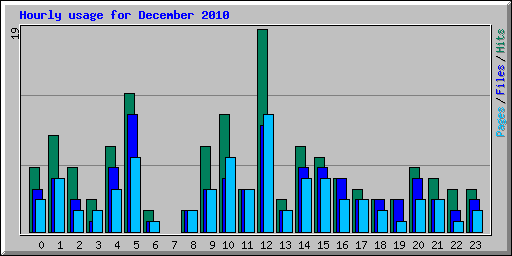 Hourly usage for December 2010
19
Pages / Files / Hits
0 1 2 3 4 5 6 7 8 9 10 11 12 13 14 15 16 17 18 19 20 21 22 23